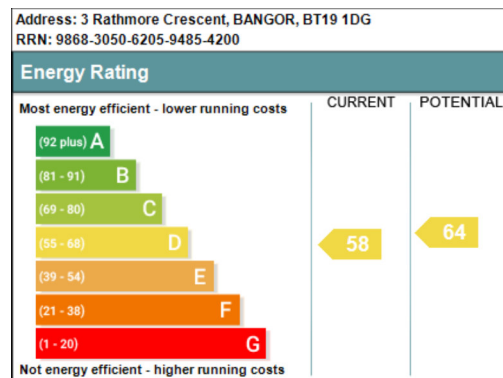 Address: 3 Rathmore Crescent, BANGOR, BT19 1DG
RRN: 9868-3050-6205-9485-4200
Energy Rating
Most energy efficient - lower running costs
CURRENT
POTENTIAL
(92 plus) A
(81 - 91) B
(69 - 80) C
(55 - 68) D
58
64
(39 - 54) E
(21 - 38) F
(1 - 20) G
Not energy efficient - higher running costs